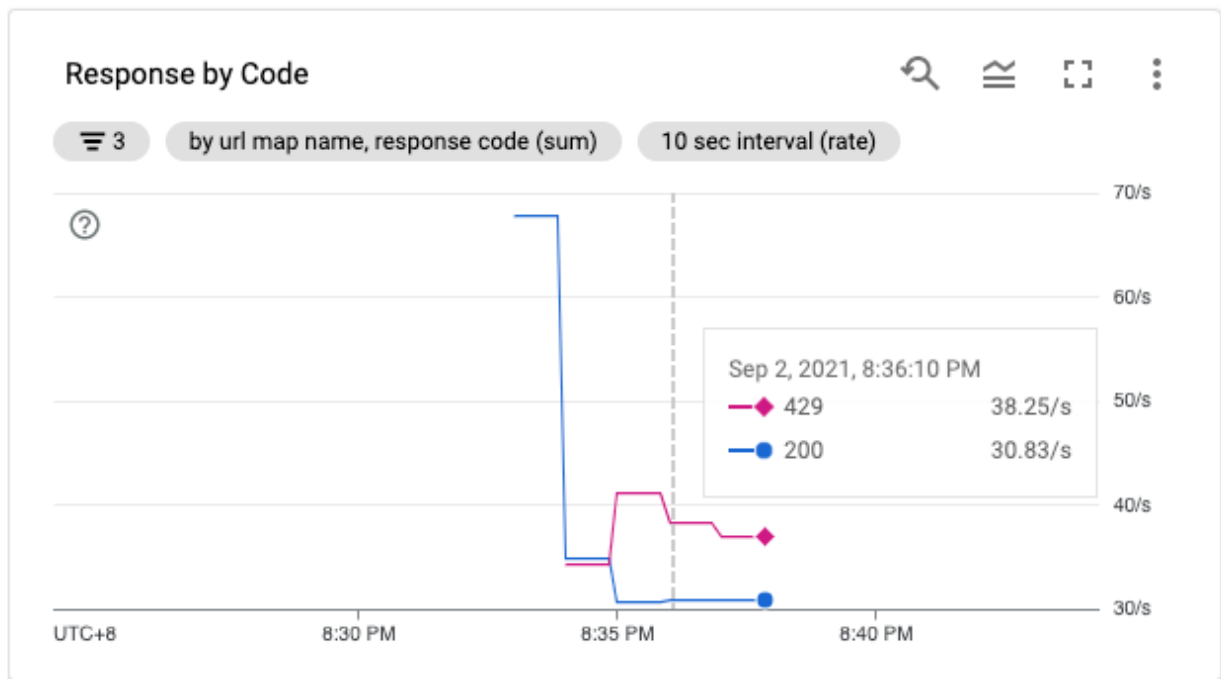 Response by Code
3
by url map name, response code (sum)
10 sec interval (rate)
70/s
60/s
Sep 2, 2021, 8:36:10 PM
429 38.25/s
50/s
200 30.83/s
40/s
30/s
UTC+8 8:30 PM 8:35 PM 8:40 PM